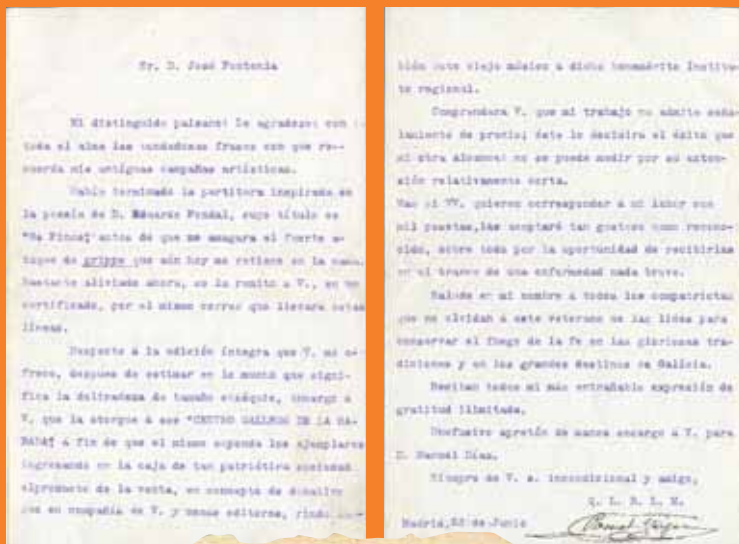 Sr. D. José Fontenla
Mi distinguido paisano: Le agradezco con
toda el alma las bondadosas frases con que re-
cuerda mis antiguas campañas artísticas.
Había terminado la partitura inspirada en
la poesía de D. Eduardo Pondal, cuyo título es
"Os Pinos" antes de que me asaltara el fuerte a-
taque de grippe que aún hoy me retiene en la cama.
Bastante aliviado ahora, se la remito a V., en un
certificado, por el mismo correo que llevará estas
líneas.
Respecto á la edición íntegra que V. me o-
frece, después de estimar en lo mucho que signi-
fica la delicadeza de tamaño obsequio, encargo á
V. que la otorgue á ese "CENTRO GALLEGO DE LA HA-
BANA" á fin de que el mismo expenda los ejemplares
ingresando en la caja de tan patriótica sociedad
elproducto de la venta, en concepto de donativo
que en compañía de V. y demás editores, rinde
bién este viejo músico a dicho benemérito Institu-
to regional.
Comprenderá V. que mi trabajo no admite seña-
lamiento de precio; éste lo decidirá el éxito que
mi obra alcance: no se puede medir por su exten-
sión relativamente corta.
Mas si VV. quieren corresponder a mi labor con
mil pesetas, las aceptaré tan gustoso como recono-
cido, sobre todo por la oportunidad de recibirlas
en el trance de una enfermedad nada breve.
Salude en mi nombre a todos los compatriotas
que no olvidan á este veterano en las lides para
conservar el fuego de la fe en las gloriosas tra-
diciones y en los grandes destinos de Galicia.
Reciban todos mi más entrañable expresión de
gratitud ilimitada.
apretón de manos encargo á V. para
D. Manuel Díaz.
Siempre de V. s. incondicional y amigo,
Q. L. B. L. M.
Madrid, de Junio